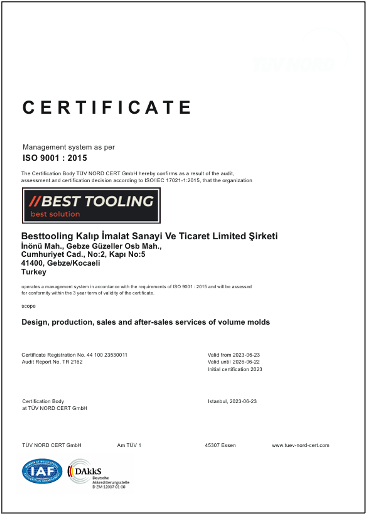 CERTIFICATE
Management system as per
ISO 9001 : 2015
The Certification Body TÜV NORD CERT GmbH hereby confirms as a result of the audit,
assessment and certification decision according to ISO/IEC 17021-1:2015, that the organization
//BEST TOOLING
best solution
Besttooling Kalıp İmalat Sanayi Ve Ticaret Limited Şirketi
İnönü Mah., Gebze Güzeller Osb Mah.,
Cumhuriyet Cad., No:2, Kapı No:5
41400, Gebze/Kocaeli
Turkey
operates a management system in accordance with the requirements of ISO 9001 : 2015 and will be assessed
for conformity within the 3 year term of validity of the certificate.
scope
Design, production, sales and after-sales services of volume molds
Certificate Registration No. 44 100 23530011
Audit Report No. TR 2152
Valid from 2023-06-23
Valid until 2026-06-22
Initial certification 2023
Certification Body
at TÜV NORD CERT GmbH
Istanbul, 2023-06-23
TÜV NORD CERT GmbH Am TÜV 1 45307 Essen www.tuev-nord-cert.com
IAF
DAkkS
Deutsche
Akkreditierungsstelle